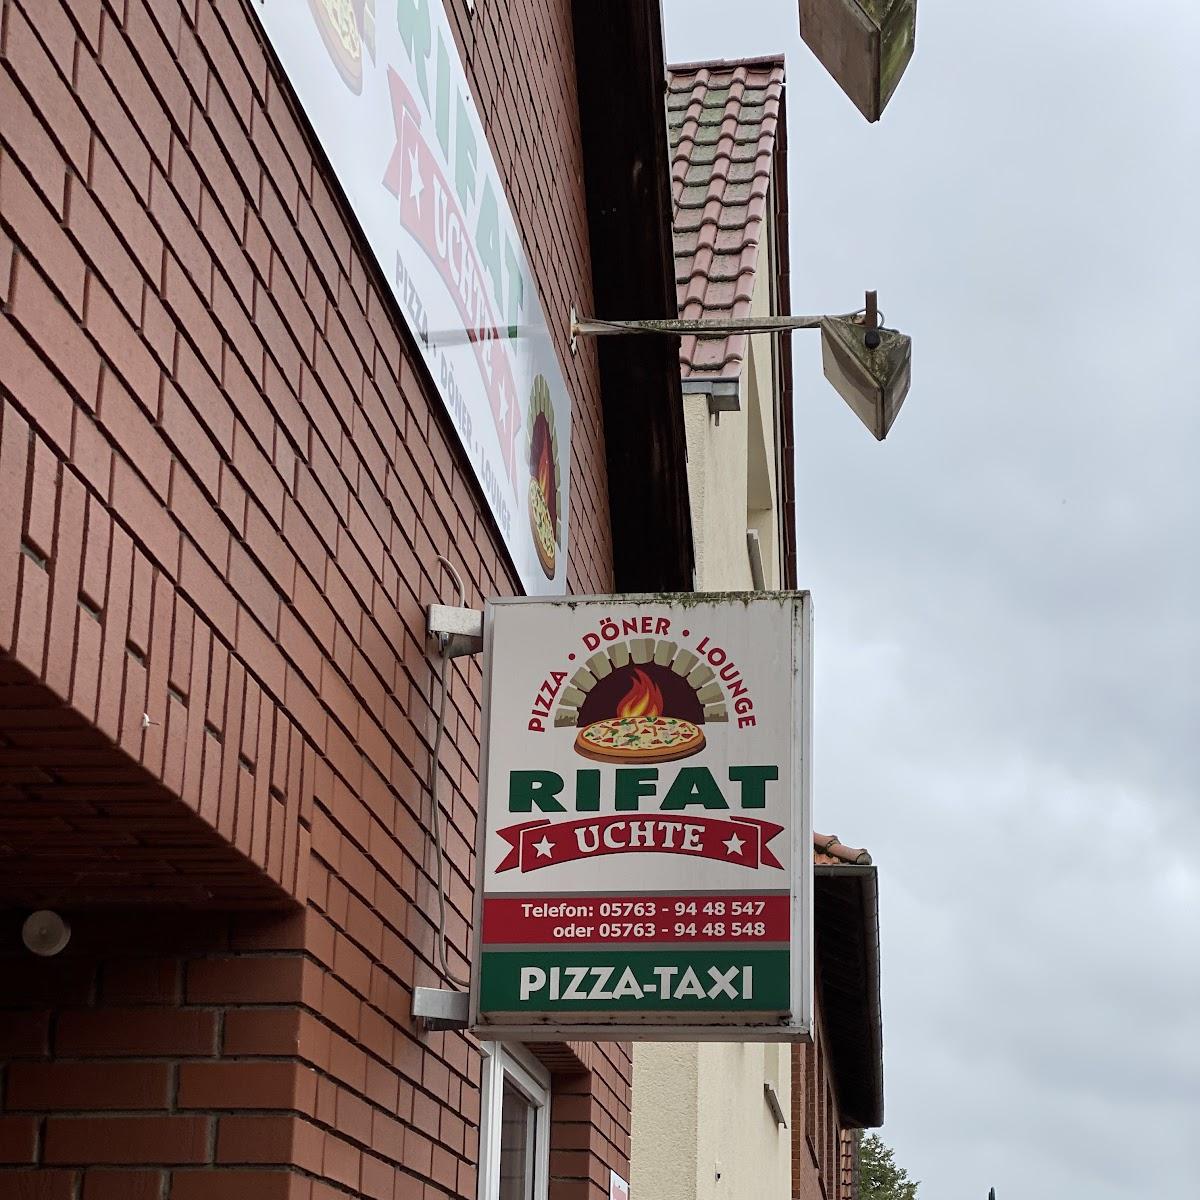 RIFAT
UCHTE
PIZZA · DÖNER · LOUNGE
PIZZA · DÖNER · LOUNGE
RIFAT
UCHTE
Telefon: 05763 - 94 48 547
oder 05763 - 94 48 548
PIZZA-TAXI